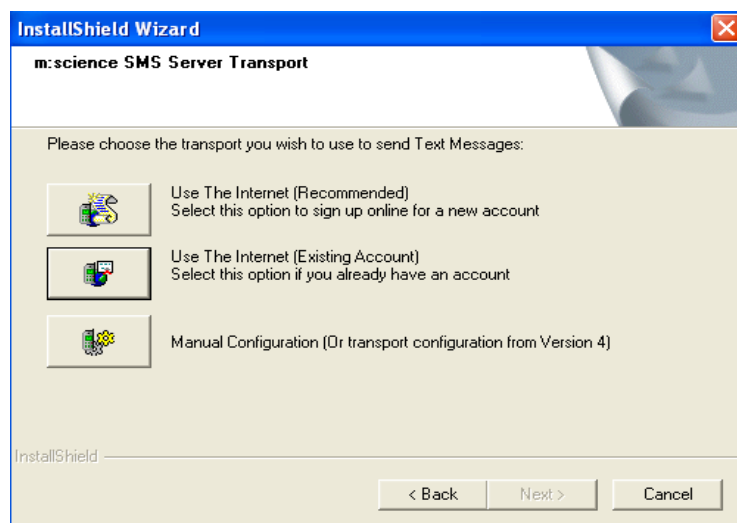 InstallShield Wizard
m:science SMS Server Transport
Please choose the transport you wish to use to send Text Messages:
Use The Internet (Recommended)
Select this option to sign up online for a new account
Use The Internet (Existing Account)
Select this option if you already have an account
Manual Configuration (Or transport configuration from Version 4)
InstallShield
< Back
Next >
Cancel